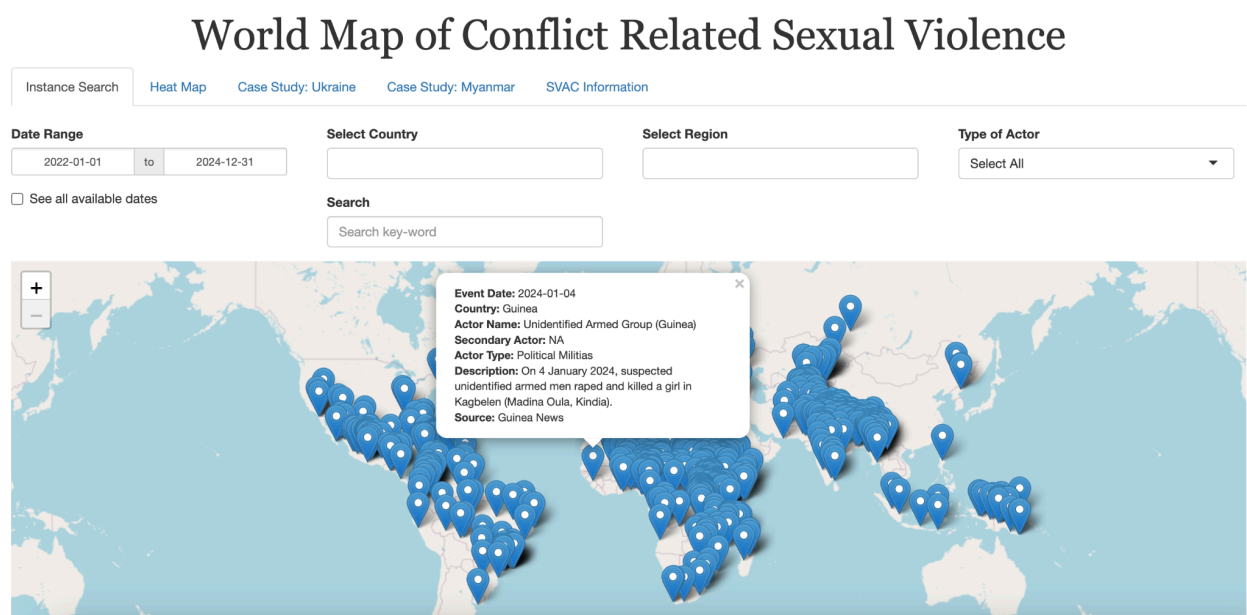 World Map of Conflict Related Sexual Violence
Instance Search Heat Map Case Study: Ukraine Case Study: Myanmar SVAC Information
Date Range Select Country Select Region Type of Actor
2022-01-01 to 2024-12-31 Select All
See all available dates Search
Search key-word
+
−
×
Event Date: 2024-01-04
Country: Guinea
Actor Name: Unidentified Armed Group (Guinea)
Secondary Actor: NA
Actor Type: Political Militias
Description: On 4 January 2024, suspected
unidentified armed men raped and killed a girl in
Kagbelen (Madina Oula, Kindia).
Source: Guinea News